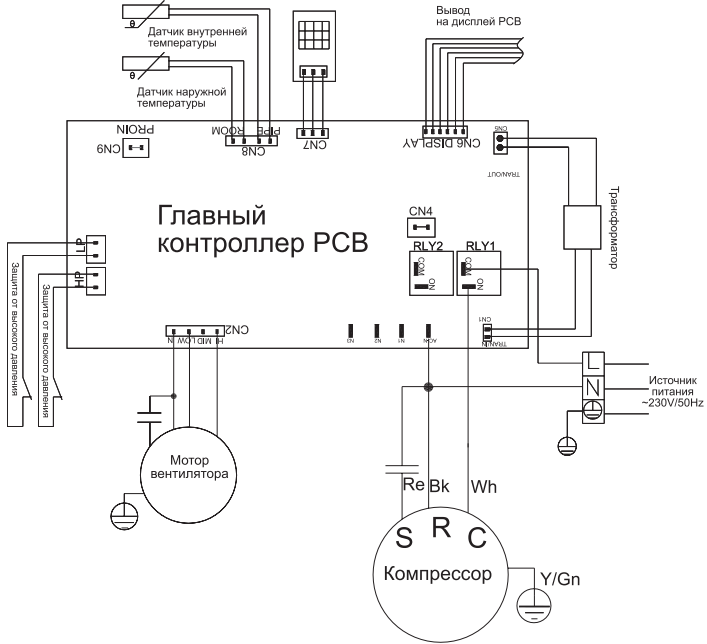 Вывод
на дисплей PCB
θ
Датчик внутренней
температуры
θ
Датчик наружной
температуры
CN9
PROIN
ROOM
PIPE
CN8
CN7
CN6 DISPLAY
CN5
TRAN/OUT
Трансформатор
Главный
контроллер PCB
CN4
RLY2
RLY1
COM
ON
COM
ON
LP
HP
Защита от высокого давления
Защита от высокого давления
CN2
IN
LOW
MID
HI
N3
N2
N1
ACN
CN1
TRAN/IN
L
N
Источник
питания
~230V/50Hz
Мотор
вентилятора
Re
Bk
Wh
S
R
C
Компрессор
Y/Gn